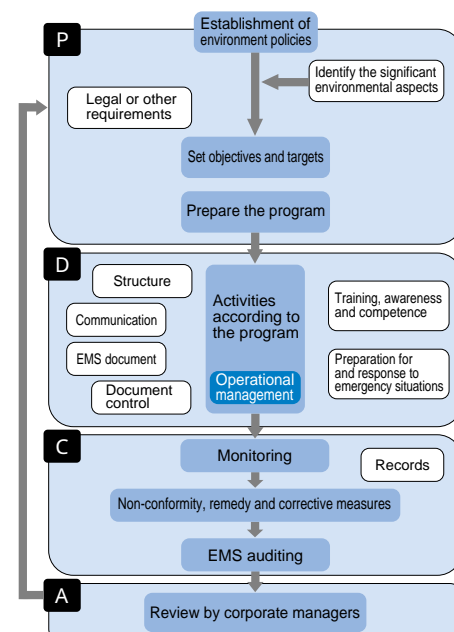 Establishment of
environment policies
P
Identify the significant
environmental aspects
Legal or other
requirements
Set objectives and targets
Prepare the program
D
Structure
Communication
EMS document
Document
control
Activities
according to
the program
Operational
management
Training, awareness
and competence
Preparation for
and response to
emergency situations
C
Monitoring
Records
Non-conformity, remedy and corrective measures
EMS auditing
A
Review by corporate managers